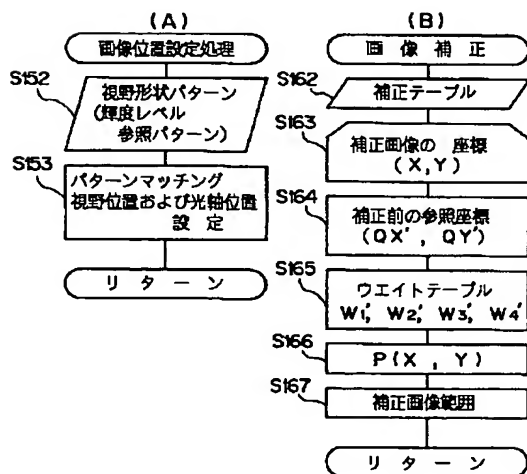 (A)
画像位置設定処理
S152
視野形状パターン
(輝度レベル
参照パターン)
S153
パターンマッチング
視野位置および光軸位置
設 定
リ タ ー ン
(B)
画 像 補 正
S162
補正テーブル
S163
補正画像の 座標
(X,Y)
S164
補正前の参照座標
(QX', QY')
S165
ウエイトテーブル
W1', W2', W3', W4'
S166
P(X , Y)
S167
補正画像範囲
リ タ ー ン